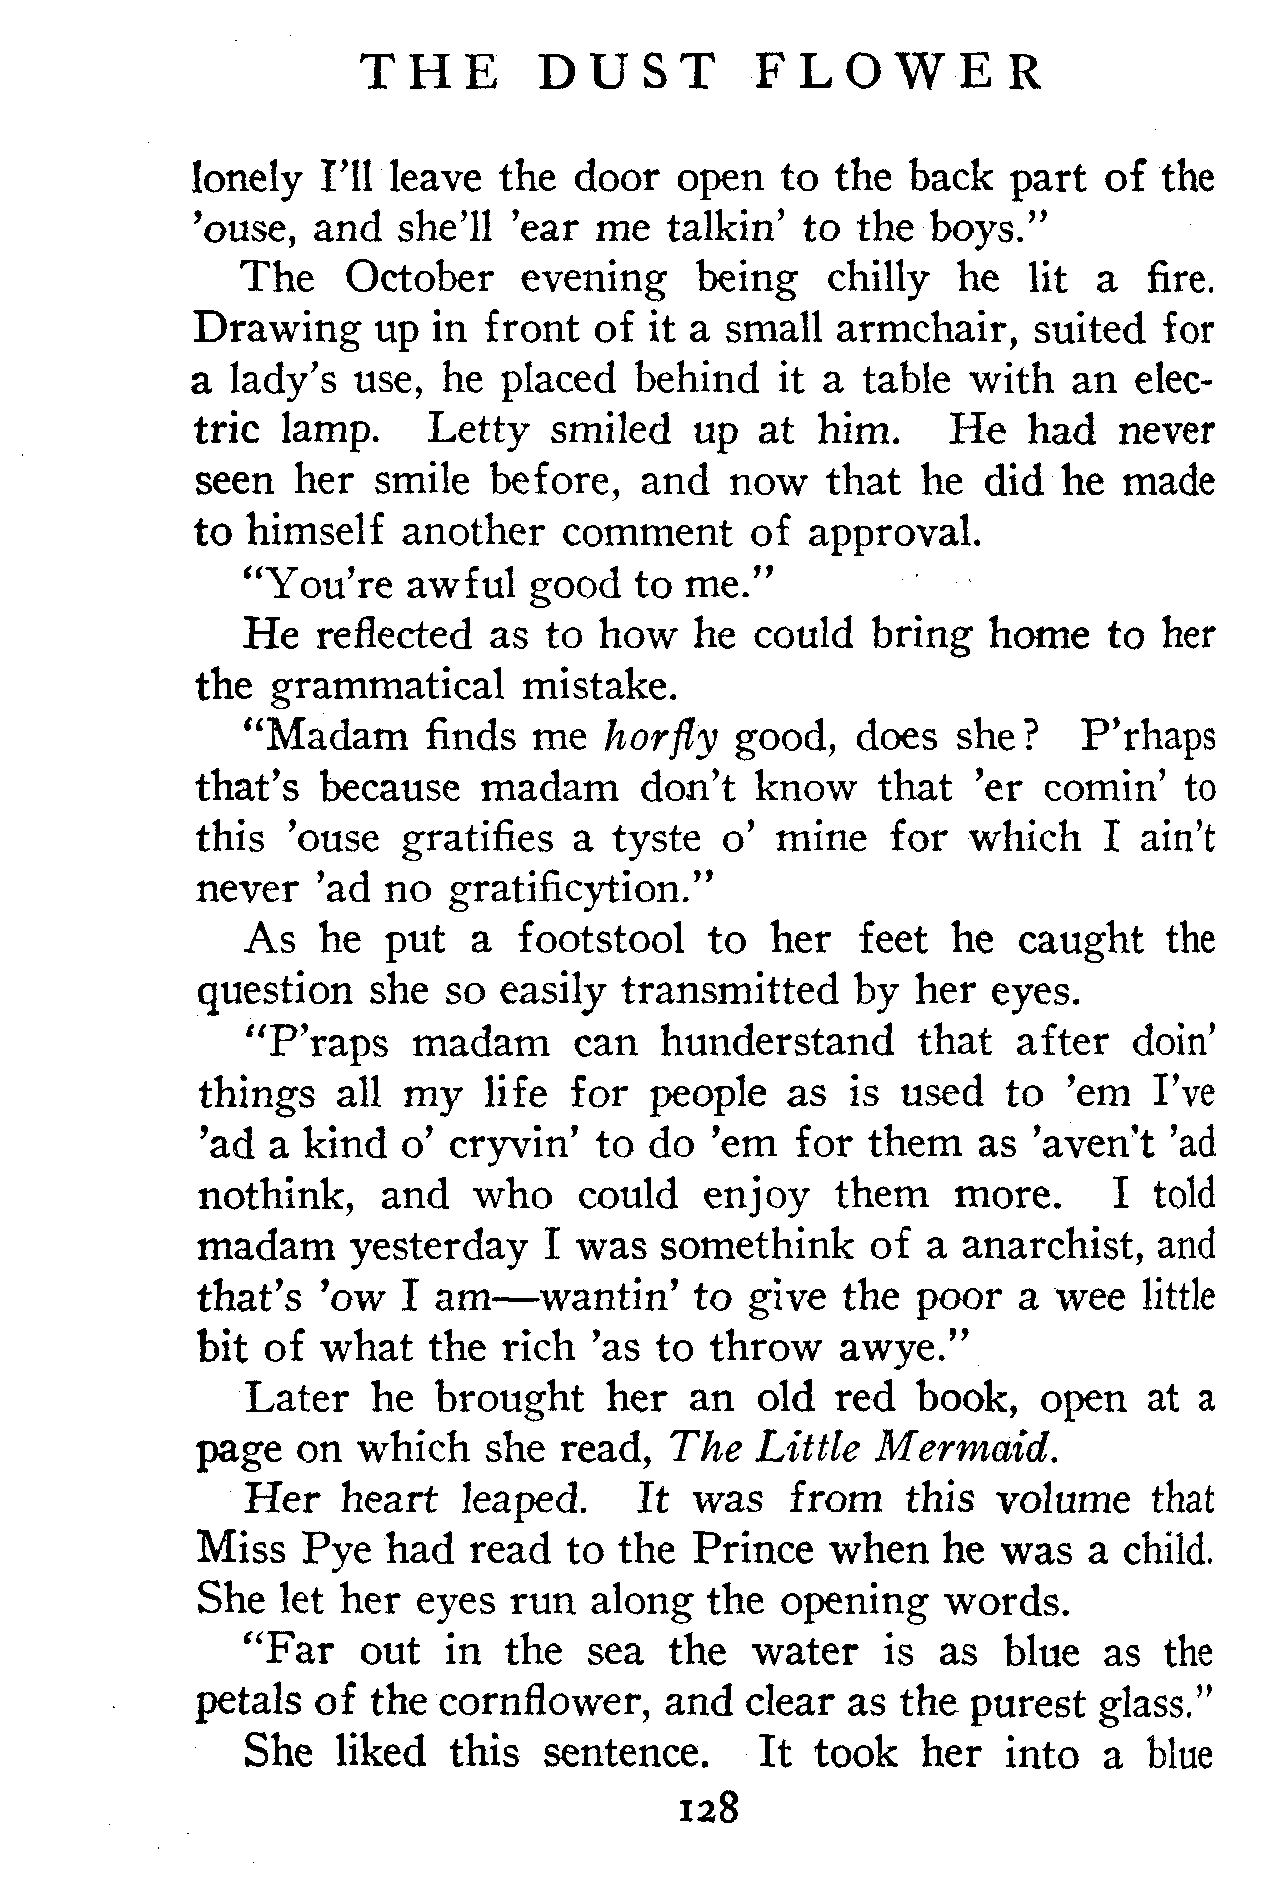 THE DUST FLOWER
lonely I'll leave the door open to the back part of the
'ouse, and she'll 'ear me talkin' to the boys."
The October evening being chilly he lit a fire.
Drawing up in front of it a small armchair, suited for
a lady's use, he placed behind it a table with an elec-
tric lamp. Letty smiled up at him. He had never
seen her smile before, and now that he did he made
to himself another comment of approval.
"You're awful good to me."
He reflected as to how he could bring home to her
the grammatical mistake.
"Madam finds me horfly good, does she? P'rhaps
that's because madam don't know that 'er comin' to
this 'ouse gratifies a tyste o' mine for which I ain't
never 'ad no gratificytion."
As he put a footstool to her feet he caught the
question she so easily transmitted by her eyes.
"P'raps madam can hunderstand that after doin'
things all my life for people as is used to 'em I've
'ad a kind o' cryvin' to do 'em for them as 'aven't 'ad
nothink, and who could enjoy them more. I told
madam yesterday I was somethink of a anarchist, and
that's 'ow I am—wantin' to give the poor a wee little
bit of what the rich 'as to throw awye."
Later he brought her an old red book, open at a
page on which she read, The Little Mermaid.
Her heart leaped. It was from this volume that
Miss Pye had read to the Prince when he was a child.
She let her eyes run along the opening words.
"Far out in the sea the water is as blue as the
petals of the cornflower, and clear as the purest glass."
She liked this sentence. It took her into a blue
128